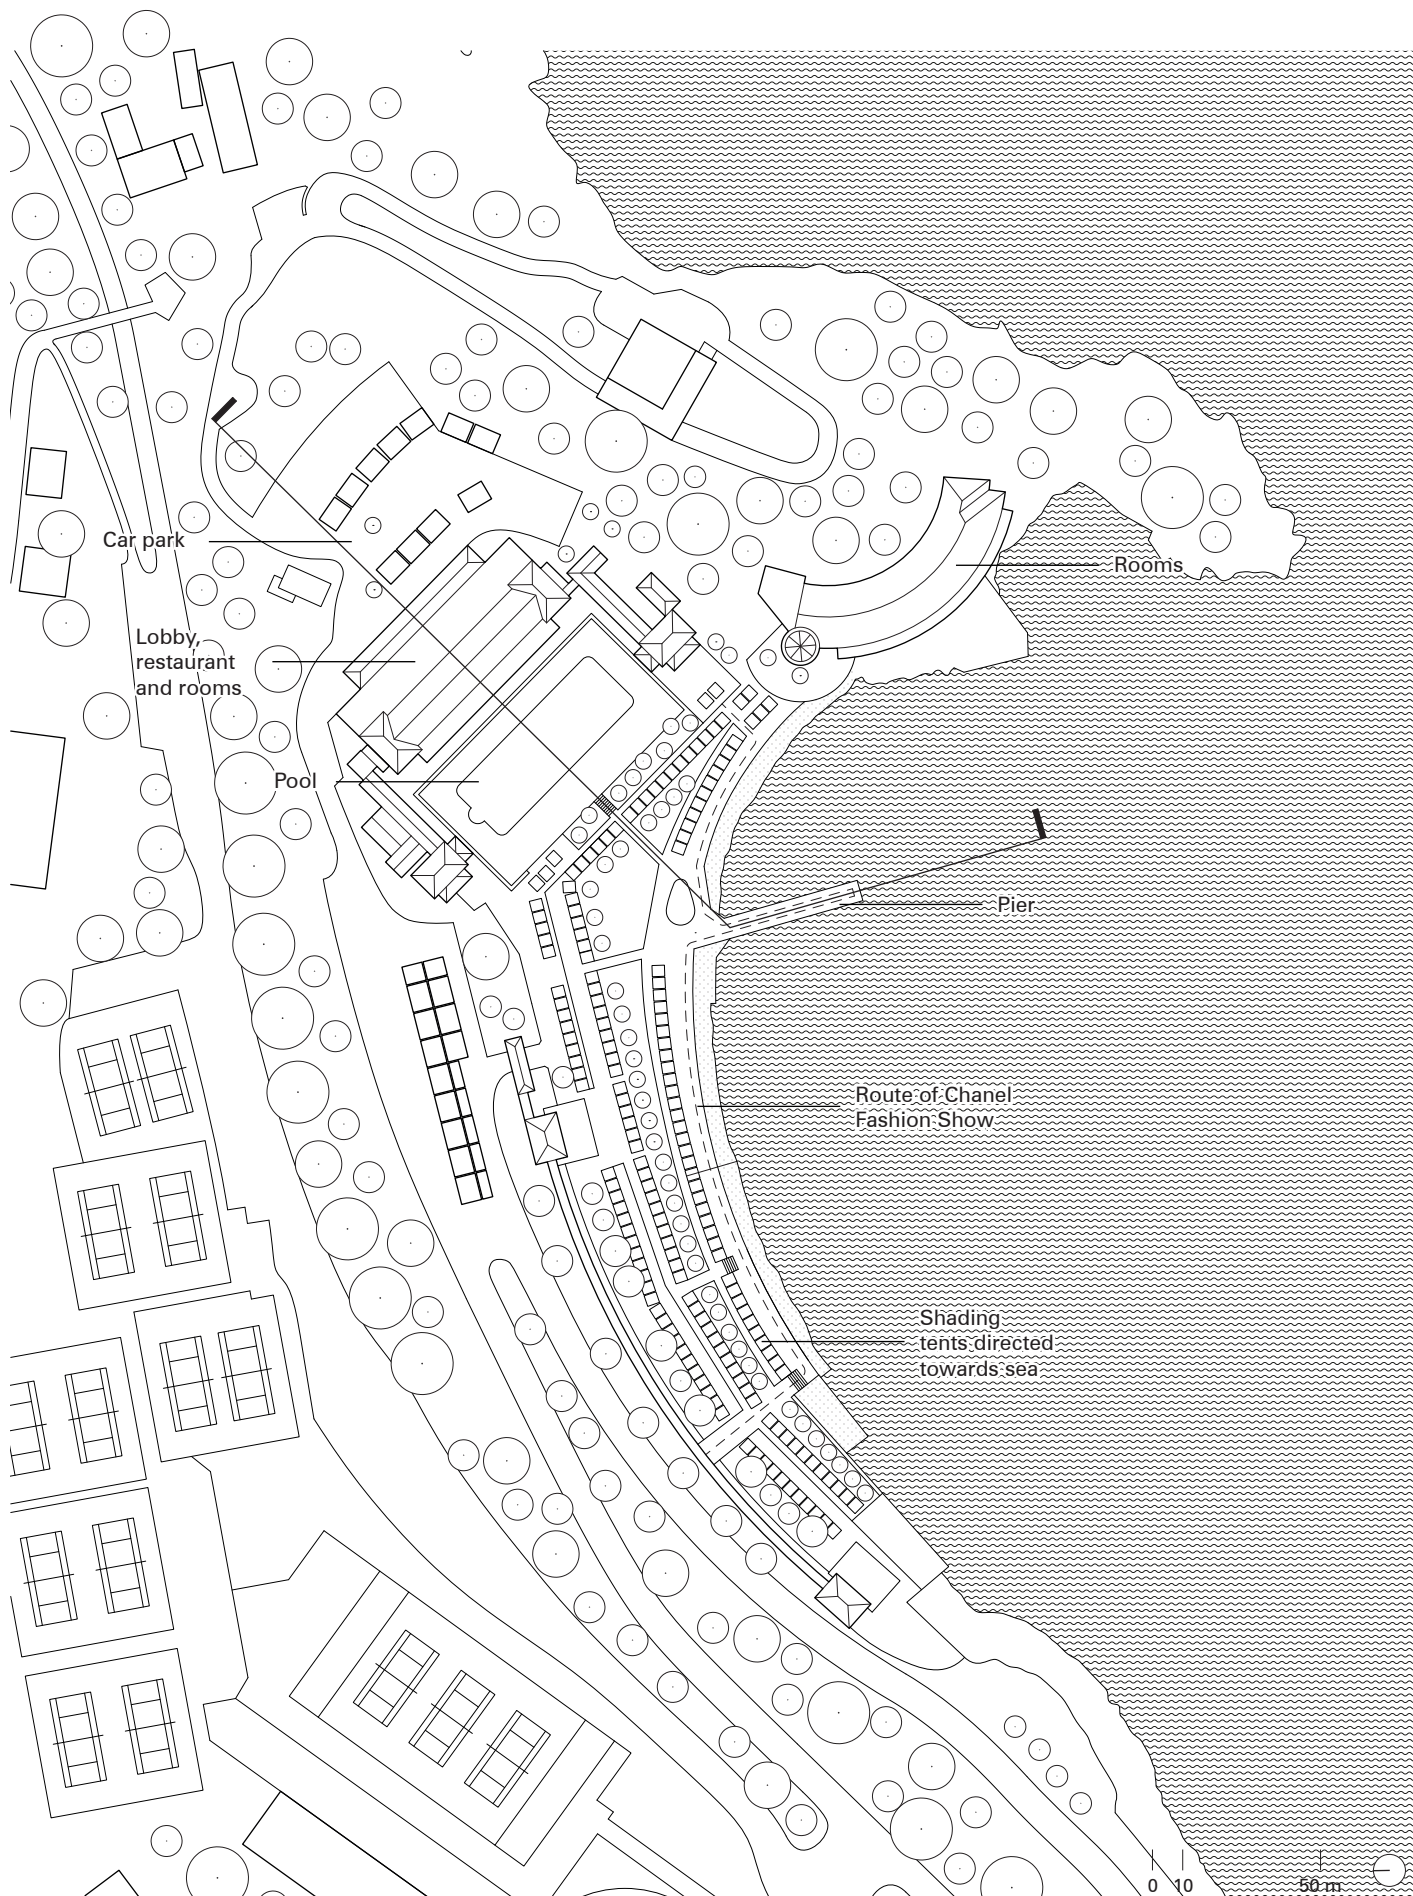 Car park
Rooms
Lobby,
restaurant
and rooms
Pool
Pier
Route of Chanel
Fashion Show
Shading
tents directed
towards sea
0 10 50 m